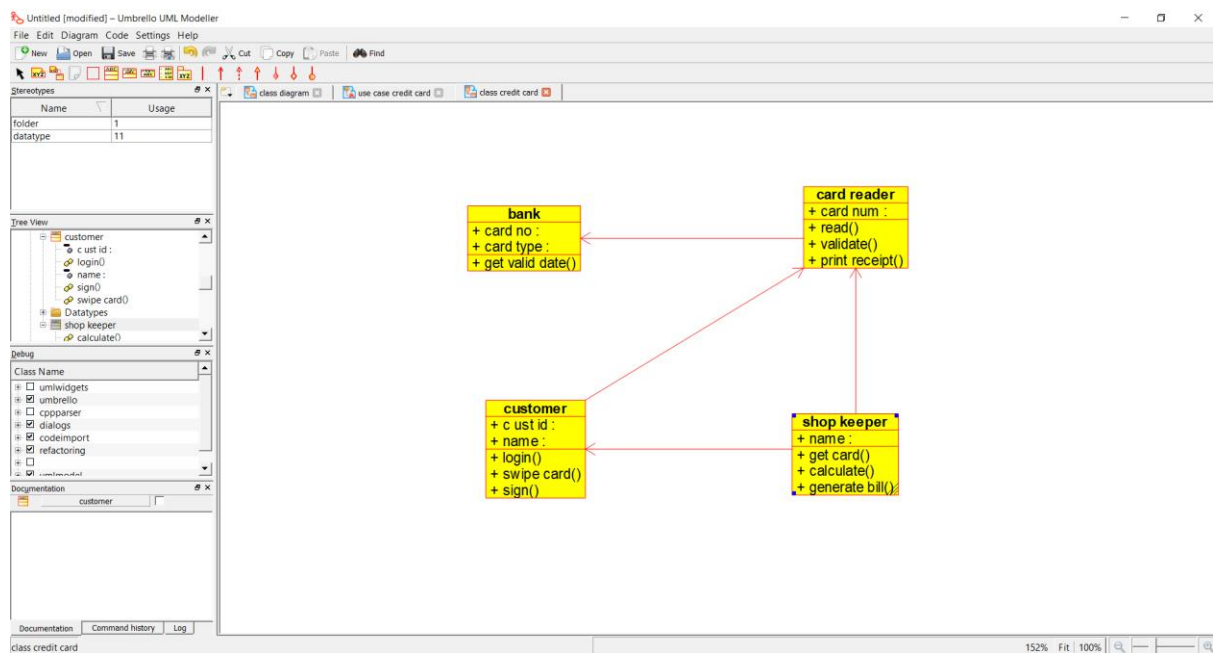 Untitled [modified] – Umbrello UML Modeller
File Edit Diagram Code Settings Help
New Open Save Cut Copy Paste Find
Stereotypes
Name Usage
folder 1
datatype 11
Tree View
customer
c ust id :
login()
name :
sign()
swipe card()
Datatypes
shop keeper
calculate()
Debug
Class Name
umlwidgets
umbrello
cppparser
dialogs
codeimport
refactoring
umlmodel
Documentation
customer
Documentation Command history Log
class credit card
class diagram use case credit card class credit card
bank
+ card no :
+ card type :
+ get valid date()
card reader
+ card num :
+ read()
+ validate()
+ print receipt()
customer
+ c ust id :
+ name :
+ login()
+ swipe card()
+ sign()
shop keeper
+ name :
+ get card()
+ calculate()
+ generate bill()
152% Fit 100%